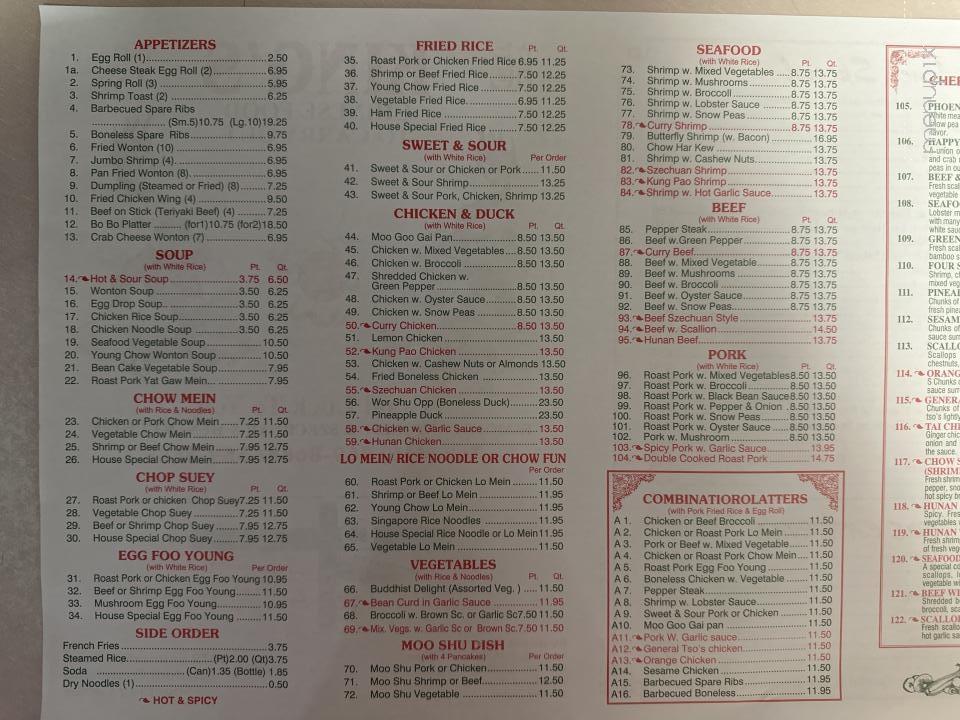 APPETIZERS
1. Egg Roll (1) 2.50
1a. Cheese Steak Egg Roll (2) 6.95
2. Spring Roll (3) 5.95
3. Shrimp Toast (2) 6.25
4. Barbecued Spare Ribs
(Sm.5)10.75 (Lg.10)19.25
5. Boneless Spare Ribs 9.75
6. Fried Wonton (10) 6.95
7. Jumbo Shrimp (4) 6.95
8. Pan Fried Wonton (8) 6.95
9. Dumpling (Steamed or Fried) (8) 7.25
10. Fried Chicken Wing (4) 9.50
11. Beef on Stick (Teriyaki Beef) (4) 7.25
12. Bo Bo Platter (for1)10.75 (for2)18.50
13. Crab Cheese Wonton (7) 6.95
SOUP
(with White Rice) Pt. Qt.
14. Hot & Sour Soup 3.75 6.50
15. Wonton Soup 3.50 6.25
16. Egg Drop Soup 3.50 6.25
17. Chicken Rice Soup 3.50 6.25
18. Chicken Noodle Soup 3.50 6.25
19. Seafood Vegetable Soup 10.50
20. Young Chow Wonton Soup 10.50
21. Bean Cake Vegetable Soup 7.95
22. Roast Pork Yat Gaw Mein... 7.95
CHOW MEIN
(with Rice & Noodles) Pt. Qt.
23. Chicken or Pork Chow Mein 7.25 11.50
24. Vegetable Chow Mein 7.25 11.50
25. Shrimp or Beef Chow Mein 7.95 12.75
26. House Special Chow Mein 7.95 12.75
CHOP SUEY
(with White Rice) Pt. Qt.
27. Roast Pork or chicken Chop Suey 7.25 11.50
28. Vegetable Chop Suey 7.25 11.50
29. Beef or Shrimp Chop Suey 7.95 12.75
30. House Special Chop Suey 7.95 12.75
EGG FOO YOUNG
(with White Rice) Per Order
31. Roast Pork or Chicken Egg Foo Young 10.95
32. Beef or Shrimp Egg Foo Young 11.50
33. Mushroom Egg Foo Young 10.95
34. House Special Egg Foo Young 11.50
SIDE ORDER
French Fries 3.75
Steamed Rice (Pt)2.00 (Qt)3.75
Soda (Can)1.35 (Bottle) 1.85
Dry Noodles (1) 0.50
HOT & SPICY
FRIED RICE
Pt. Qt.
35. Roast Pork or Chicken Fried Rice 6.95 11.25
36. Shrimp or Beef Fried Rice 7.50 12.25
37. Young Chow Fried Rice 7.50 12.25
38. Vegetable Fried Rice 6.95 11.25
39. Ham Fried Rice 7.50 12.25
40. House Special Fried Rice 7.50 12.25
SWEET & SOUR
(with White Rice) Per Order
41. Sweet & Sour Chicken or Pork 11.50
42. Sweet & Sour Shrimp 13.25
43. Sweet & Sour Pork, Chicken, Shrimp 13.25
CHICKEN & DUCK
(with White Rice) Pt. Qt.
44. Moo Goo Gai Pan 8.50 13.50
45. Chicken w. Mixed Vegetables 8.50 13.50
46. Chicken w. Broccoli 8.50 13.50
47. Shredded Chicken w.
Green Pepper 8.50 13.50
48. Chicken w. Oyster Sauce 8.50 13.50
49. Chicken w. Snow Peas 8.50 13.50
50. Curry Chicken 8.50 13.50
51. Lemon Chicken 13.50
52. Kung Pao Chicken 13.50
53. Chicken w. Cashew Nuts or Almonds 13.50
54. Fried Boneless Chicken 13.50
55. Szechuan Chicken 13.50
56. Wor Shu Opp (Boneless Duck) 23.50
57. Pineapple Duck 23.50
58. Chicken w. Garlic Sauce 13.50
59. Hunan Chicken 13.50
LO MEIN/ RICE NOODLE OR CHOW FUN
Per Order
60. Roast Pork or Chicken Lo Mein 11.50
61. Shrimp or Beef Lo Mein 11.95
62. Young Chow Lo Mein 11.95
63. Singapore Rice Noodles 11.95
64. House Special Rice Noodle or Lo Mein 11.95
65. Vegetable Lo Mein 11.50
VEGETABLES
(with Rice & Noodles) Pt. Qt.
66. Buddhist Delight (Assorted Veg. ) 11.50
67. Bean Curd in Garlic Sauce 11.95
68. Broccoli w. Brown Sc. or Garlic Sc 7.50 11.50
69. Mix. Vegs. w. Garlic Sc or Brown Sc. 7.50 11.50
MOO SHU DISH
(with 4 Pancakes) Per Order
70. Moo Shu Pork or Chicken 11.50
71. Moo Shu Shrimp or Beef 12.50
72. Moo Shu Vegetable 11.50
SEAFOOD
(with White Rice) Pt. Qt.
73. Shrimp w. Mixed Vegetables 8.75 13.75
74. Shrimp w. Mushrooms 8.75 13.75
75. Shrimp w. Broccoli 8.75 13.75
76. Shrimp w. Lobster Sauce 8.75 13.75
77. Shrimp w. Snow Peas 8.75 13.75
78. Curry Shrimp 8.75 13.75
79. Butterfly Shrimp (w. Bacon) 16.95
80. Chow Har Kew 13.75
81. Shrimp w. Cashew Nuts 13.75
82. Szechuan Shrimp 13.75
83. Kung Pao Shrimp 13.75
84. Shrimp w. Hot Garlic Sauce 13.75
BEEF
(with White Rice) Pt. Qt.
85. Pepper Steak 8.75 13.75
86. Beef w.Green Pepper 8.75 13.75
87. Curry Beef 8.75 13.75
88. Beef w. Mixed Vegetable 8.75 13.75
89. Beef w. Mushrooms 8.75 13.75
90. Beef w. Broccoli 8.75 13.75
91. Beef w. Oyster Sauce 8.75 13.75
92. Beef w. Snow Peas 8.75 13.75
93. Beef Szechuan Style 13.75
94. Beef w. Scallion 14.50
95. Hunan Beef 13.75
PORK
(with White Rice) Pt. Qt.
96. Roast Pork w. Mixed Vegetables 8.50 13.50
97. Roast Pork w. Broccoli 8.50 13.50
98. Roast Pork w. Black Bean Sauce 8.50 13.50
99. Roast Pork w. Pepper & Onion 8.50 13.50
100. Roast Pork w. Snow Peas 8.50 13.50
101. Roast Pork w. Oyster Sauce 8.50 13.50
102. Pork w. Mushroom 8.50 13.50
103. Spicy Pork w. Garlic Sauce 13.95
104. Double Cooked Roast Pork 14.75
COMBINATIOROLATTERS
(with Pork Fried Rice & Egg Roll)
A 1. Chicken or Beef Broccoli 11.50
A 2. Chicken or Roast Pork Lo Mein 11.50
A 3. Pork or Beef w. Mixed Vegetable 11.50
A 4. Chicken or Roast Pork Chow Mein 11.50
A 5. Roast Pork Egg Foo Young 11.50
A 6. Boneless Chicken w. Vegetable 11.50
A 7. Pepper Steak 11.50
A 8. Shrimp w. Lobster Sauce 11.50
A 9. Sweet & Sour Pork or Chicken 11.50
A10. Moo Goo Gai pan 11.50
A11. Pork W. Garlic sauce 11.50
A12. General Tso's chicken 11.50
A13. Orange Chicken 11.50
A14. Sesame Chicken 11.50
A15. Barbecued Spare Ribs 11.95
A16. Barbecued Boneless 11.95
105. PHOEN
106. HAPPY
107. BEEF &
108. SEAFO
109. GREEN
110. FOUR S
111. PINEAP
112. SESAM
113. SCALLO
114. ORANG
115. GENERA
116. TAI CHI
117. CHOW S
(SHRIMP
118. HUNAN
119. HUNAN
120. SEAFOOD
121. BEEF WI
122. SCALLOP